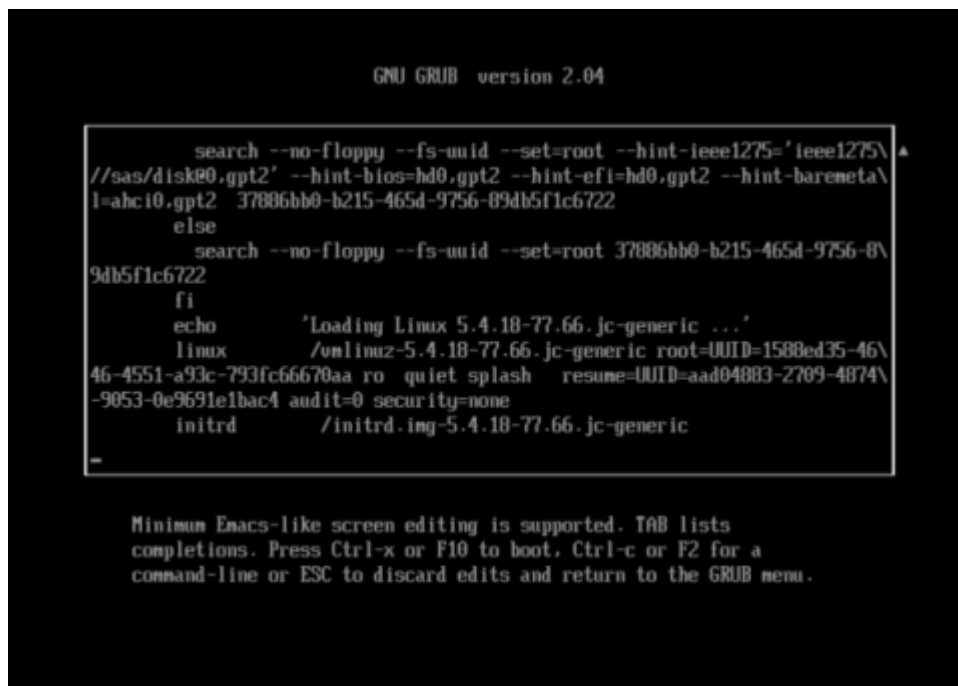 GNU GRUB  version 2.04
search --no-floppy --fs-uuid --set=root --hint-ieee1275='ieee1275\
//sas/disk@0,gpt2' --hint-bios=hd0,gpt2 --hint-efi=hd0,gpt2 --hint-baremeta\
l=ahci0,gpt2  37886bb0-b215-465d-9756-89db5f1c6722
else
search --no-floppy --fs-uuid --set=root 37886bb0-b215-465d-9756-8\
9db5f1c6722
fi
echo 'Loading Linux 5.4.18-77.66.jc-generic ...'
linux /vmlinuz-5.4.18-77.66.jc-generic root=UUID=1588ed35-46\
46-4551-a93c-793fc66670aa ro  quiet splash   resume=UUID=aad04883-2709-4874\
-9053-0e9691e1bac4 audit=0 security=none
initrd /initrd.img-5.4.18-77.66.jc-generic
Minimum Emacs-like screen editing is supported. TAB lists
completions. Press Ctrl-x or F10 to boot, Ctrl-c or F2 for a
command-line or ESC to discard edits and return to the GRUB menu.